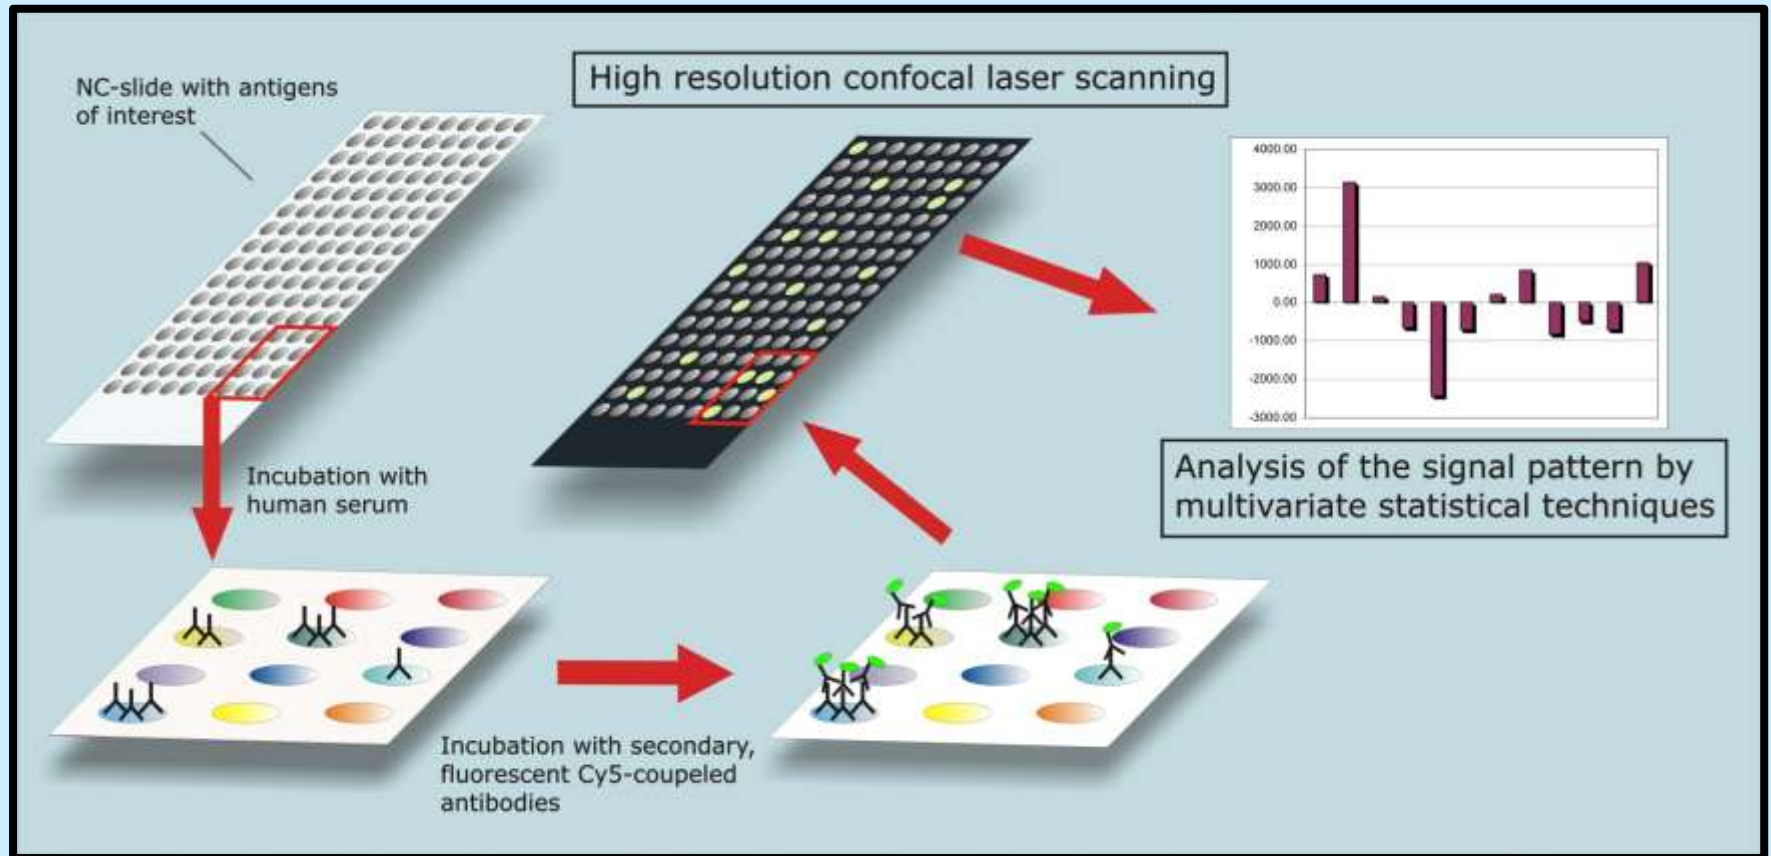 NC-slide with antigens
of interest
High resolution confocal laser scanning
4000.00
3000.00
2000.00
1000.00
0.00
-1000.00
-2000.00
-3000.00
Incubation with
human serum
Analysis of the signal pattern by
multivariate statistical techniques
Incubation with secondary,
fluorescent Cy5-coupeled
antibodies